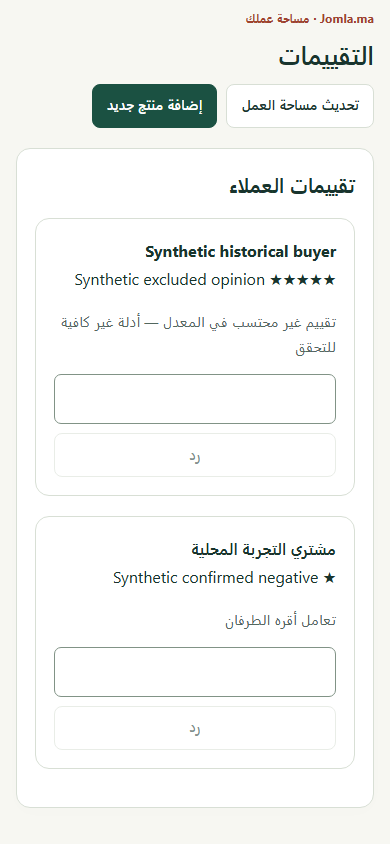 Jomla.ma · مساحة عملك
التقييمات
تحديث مساحة العمل
إضافة منتج جديد
تقييمات العملاء
Synthetic historical buyer
★★★★★ Synthetic excluded opinion
تقييم غير محتسب في المعدل — أدلة غير كافية
للتحقق
رد
مشتري التجربة المحلية
★ Synthetic confirmed negative
تعامل أقره الطرفان
رد